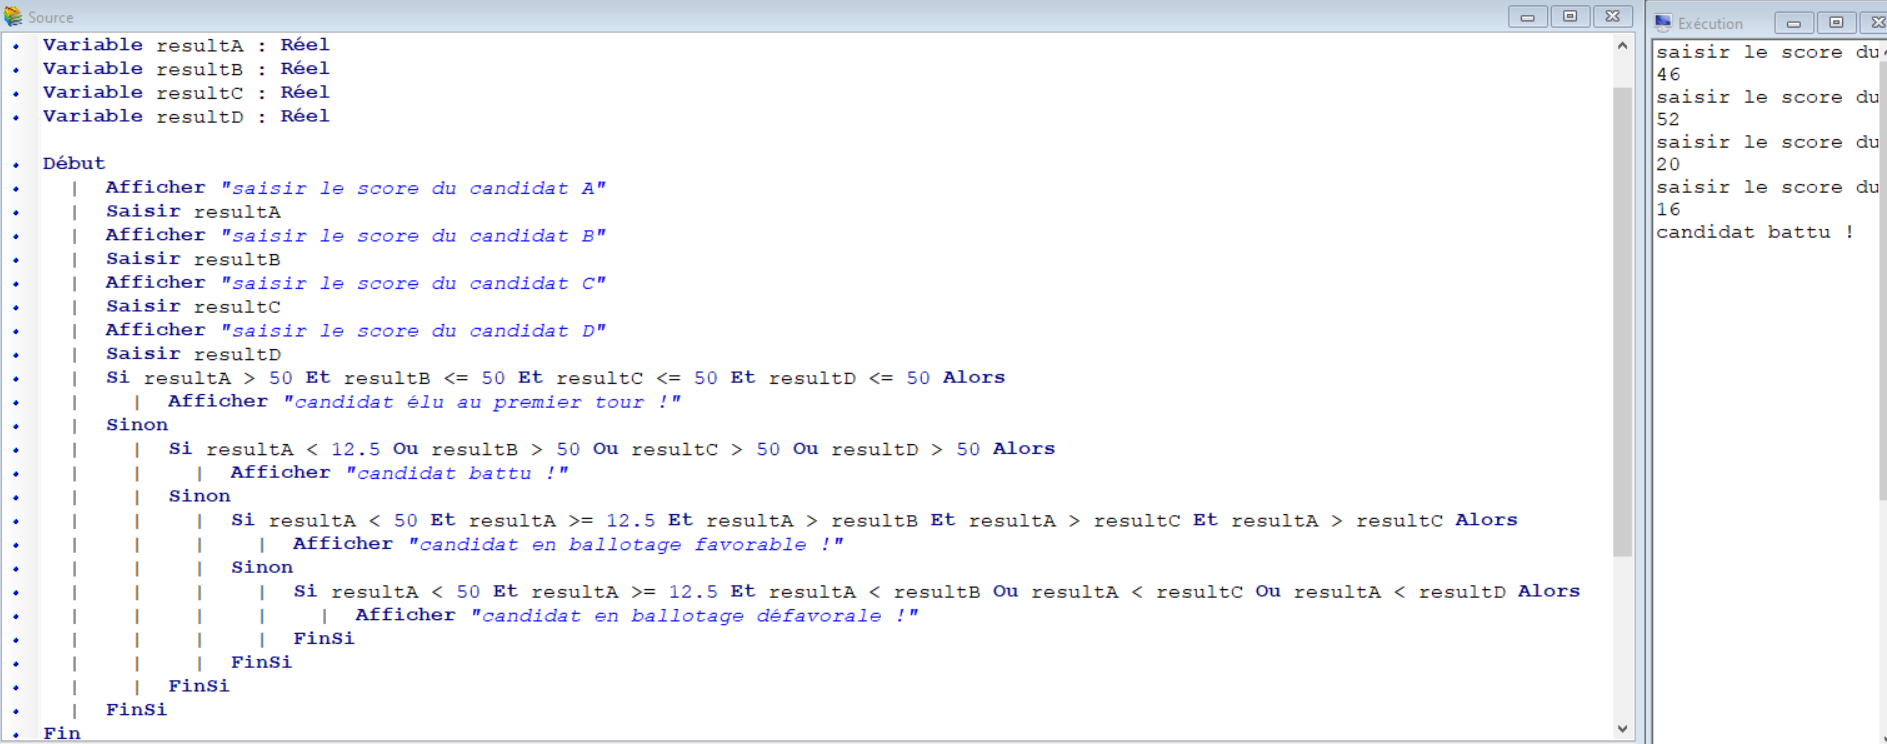 Source
Variable resultA : Réel
Variable resultB : Réel
Variable resultC : Réel
Variable resultD : Réel
Début
Afficher "saisir le score du candidat A"
Saisir resultA
Afficher "saisir le score du candidat B"
Saisir resultB
Afficher "saisir le score du candidat C"
Saisir resultC
Afficher "saisir le score du candidat D"
Saisir resultD
Si resultA > 50 Et resultB <= 50 Et resultC <= 50 Et resultD <= 50 Alors
Afficher "candidat élu au premier tour !"
Sinon
Si resultA < 12.5 Ou resultB > 50 Ou resultC > 50 Ou resultD > 50 Alors
Afficher "candidat battu !"
Sinon
Si resultA < 50 Et resultA >= 12.5 Et resultA > resultB Et resultA > resultC Et resultA > resultC Alors
Afficher "candidat en ballotage favorable !"
Sinon
Si resultA < 50 Et resultA >= 12.5 Et resultA < resultB Ou resultA < resultC Ou resultA < resultD Alors
Afficher "candidat en ballotage défavorale !"
FinSi
FinSi
FinSi
FinSi
Fin
Exécution
saisir le score du
46
saisir le score du
52
saisir le score du
20
saisir le score du
16
candidat battu !